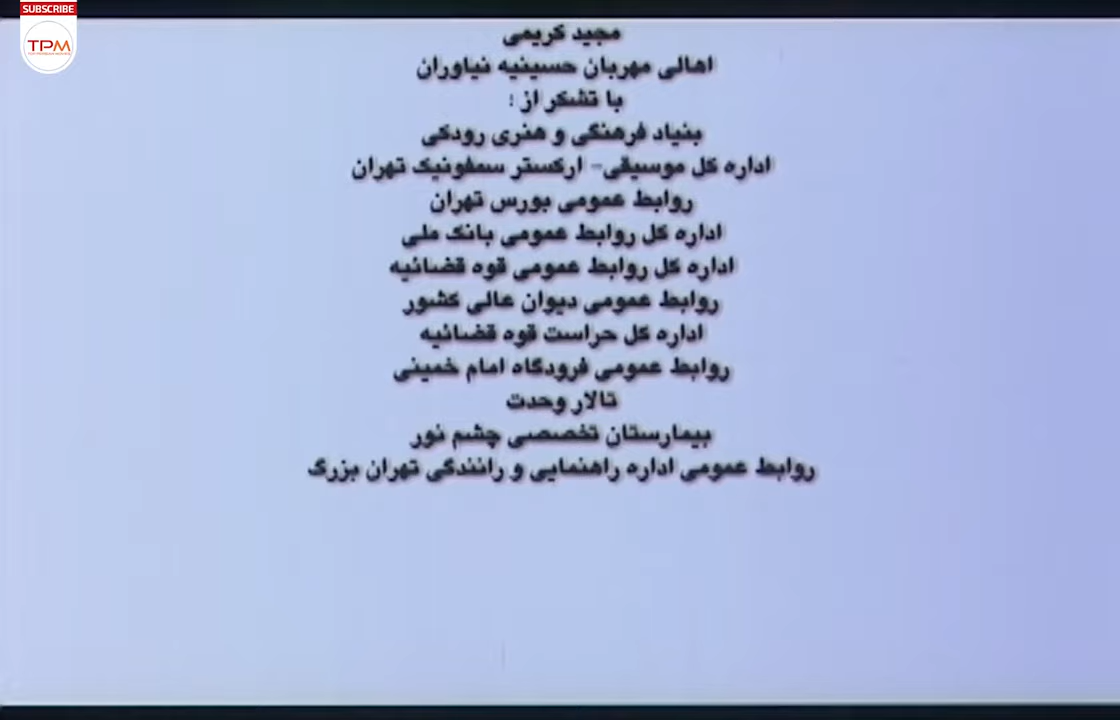 SUBSCRIBE
TPM
مجید کریمی
اهالی مهربان حسینیه نیاوران
با تشکر از :
بنیاد فرهنگی و هنری رودکی
اداره کل موسیقی- ارکستر سمفونیک تهران
روابط عمومی بورس تهران
اداره کل روابط عمومی بانک ملی
اداره کل روابط عمومی قوه قضائیه
روابط عمومی دیوان عالی کشور
اداره کل حراست قوه قضائیه
روابط عمومی فرودگاه امام خمینی
تالار وحدت
بیمارستان تخصصی چشم نور
روابط عمومی اداره راهنمایی و رانندگی تهران بزرگ